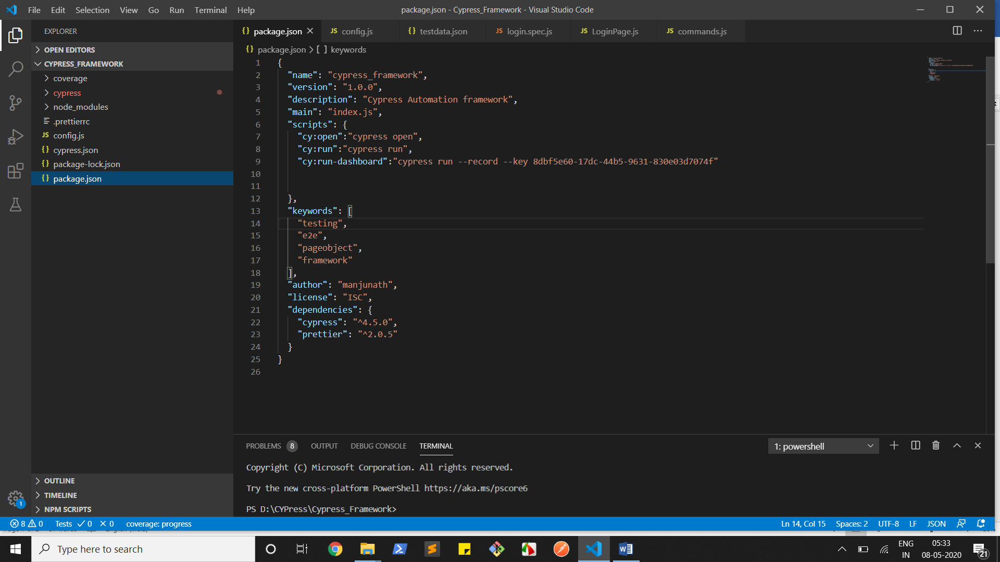 File Edit Selection View Go Run Terminal Help
package.json - Cypress_Framework - Visual Studio Code
EXPLORER
OPEN EDITORS
CYPRESS_FRAMEWORK
coverage
cypress
node_modules
.prettierrc
JS config.js
{} cypress.json
{} package-lock.json
{} package.json
OUTLINE
TIMELINE
NPM SCRIPTS
1
{} package.json
JS config.js
{} testdata.json
JS login.spec.js
JS LoginPage.js
JS commands.js
{} package.json > [ ] keywords
1 {
2 "name": "cypress_framework",
3 "version": "1.0.0",
4 "description": "Cypress Automation framework",
5 "main": "index.js",
6 "scripts": {
7 "cy:open":"cypress open",
8 "cy:run":"cypress run",
9 "cy:run-dashboard":"cypress run --record --key 8dbf5e60-17dc-44b5-9631-830e03d7074f"
10
11
12 },
13 "keywords": [
14 "testing",
15 "e2e",
16 "pageobject",
17 "framework"
18 ],
19 "author": "manjunath",
20 "license": "ISC",
21 "dependencies": {
22 "cypress": "^4.5.0",
23 "prettier": "^2.0.5"
24 }
25 }
26
PROBLEMS 8 OUTPUT DEBUG CONSOLE TERMINAL
1: powershell
Copyright (C) Microsoft Corporation. All rights reserved.
Try the new cross-platform PowerShell https://aka.ms/pscore6
PS D:\CYPress\Cypress_Framework>
8 0 Tests 0 0 coverage: progress
Ln 14, Col 15 Spaces: 2 UTF-8 LF JSON
Type here to search
ENG
IN
05:33
08-05-2020
21